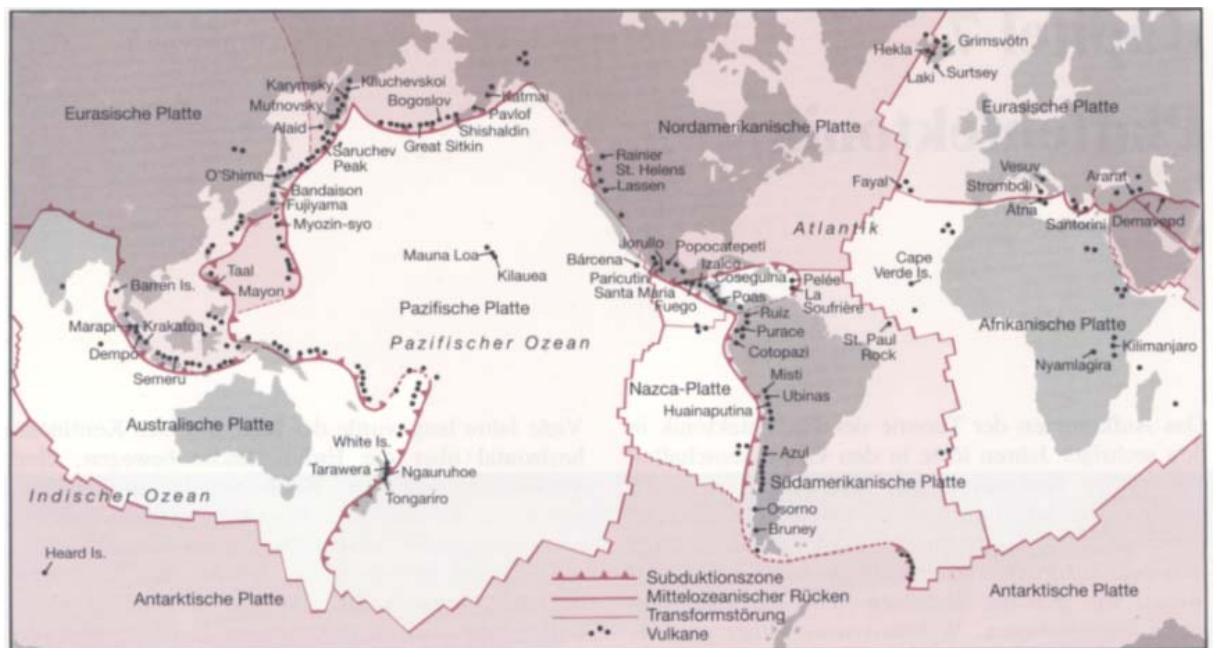 Hekla
Grimsvötn
Laki
Surtsey
Karymsky
Kliuchevskoi
Mutnovsky
Bogoslov
Katmai
Pavlof
Shishaldin
Eurasische Platte
Eurasische Platte
Alaid
Great Sitkin
Nordamerikanische Platte
Saruchev
Peak
Rainier
St. Helens
Lassen
O'Shima
Bandaison
Fujiyama
Myozin-syo
Fayal
Vesuv
Stromboli
Ätna
Ararat
Santorini
Demavend
Atlantik
Mauna Loa
Kilauea
Jorullo
Popocatepetl
Bárcena
Izalco
Paricutin
Coseguina
Pelée
Santa Maria
La
Soufrière
Fuego
Poas
Cape
Verde Is.
Taal
Mayon
Barren Is.
Pazifische Platte
Ruiz
Purace
Cotopazi
St. Paul
Rock
Afrikanische Platte
Marapi
Krakatoa
Pazifischer Ozean
Kilimanjaro
Nyamlagira
Dempo
Semeru
Nazca-Platte
Misti
Ubinas
Huainaputina
Australische Platte
White Is.
Tarawera
Ngauruhoe
Tongariro
Azul
Südamerikanische Platte
Indischer Ozean
Osorno
Bruney
Heard Is.
Antarktische Platte
Antarktische Platte
Subduktionszone
Mittelozeanischer Rücken
Transformstörung
Vulkane